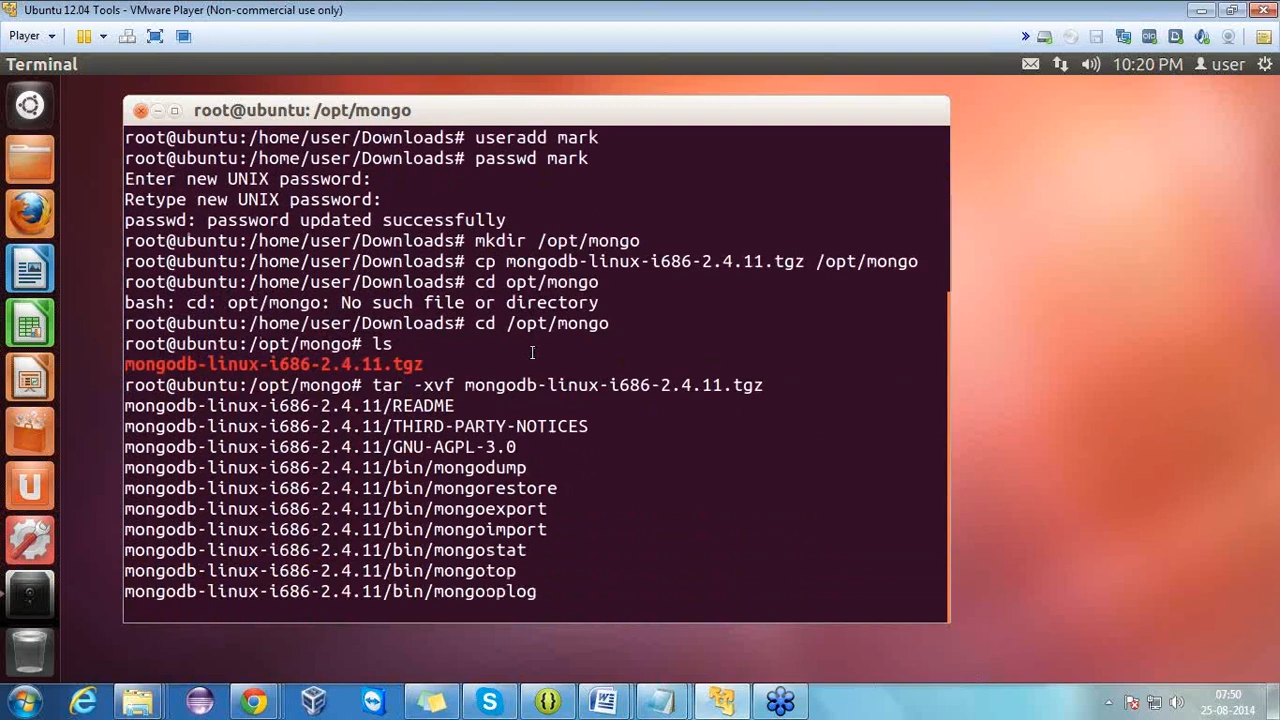 Ubuntu 12.04 Tools - VMware Player (Non-commercial use only)
Player
Terminal
10:20 PM
user
root@ubuntu: /opt/mongo
root@ubuntu:/home/user/Downloads# useradd mark
root@ubuntu:/home/user/Downloads# passwd mark
Enter new UNIX password:
Retype new UNIX password:
passwd: password updated successfully
root@ubuntu:/home/user/Downloads# mkdir /opt/mongo
root@ubuntu:/home/user/Downloads# cp mongodb-linux-i686-2.4.11.tgz /opt/mongo
root@ubuntu:/home/user/Downloads# cd opt/mongo
bash: cd: opt/mongo: No such file or directory
root@ubuntu:/home/user/Downloads# cd /opt/mongo
root@ubuntu:/opt/mongo# ls
mongodb-linux-i686-2.4.11.tgz
root@ubuntu:/opt/mongo# tar -xvf mongodb-linux-i686-2.4.11.tgz
mongodb-linux-i686-2.4.11/README
mongodb-linux-i686-2.4.11/THIRD-PARTY-NOTICES
mongodb-linux-i686-2.4.11/GNU-AGPL-3.0
mongodb-linux-i686-2.4.11/bin/mongodump
mongodb-linux-i686-2.4.11/bin/mongorestore
mongodb-linux-i686-2.4.11/bin/mongoexport
mongodb-linux-i686-2.4.11/bin/mongoimport
mongodb-linux-i686-2.4.11/bin/mongostat
mongodb-linux-i686-2.4.11/bin/mongotop
mongodb-linux-i686-2.4.11/bin/mongooplog
07:50
25-08-2014